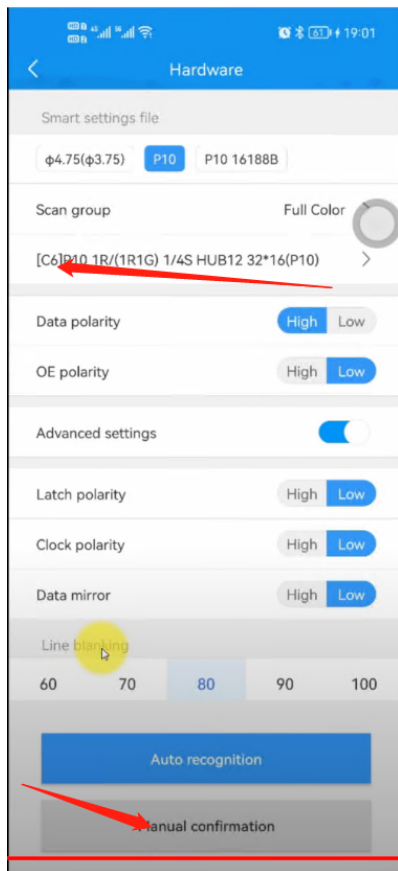 61 19:01
Hardware
Smart settings file
φ4.75(φ3.75) P10 P10 16188B
Scan group Full Color
[C6]P10 1R/(1R1G) 1/4S HUB12 32*16(P10)
Data polarity High Low
OE polarity High Low
Advanced settings
Latch polarity High Low
Clock polarity High Low
Data mirror High Low
Line blanking
60 70 80 90 100
Auto recognition
Manual confirmation